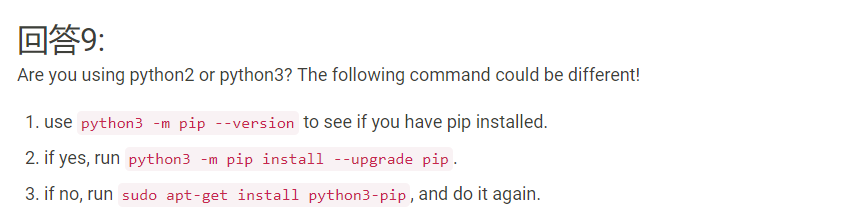 回答9:
Are you using python2 or python3? The following command could be different!
1. use python3 -m pip --version to see if you have pip installed.
2. if yes, run python3 -m pip install --upgrade pip.
3. if no, run sudo apt-get install python3-pip, and do it again.